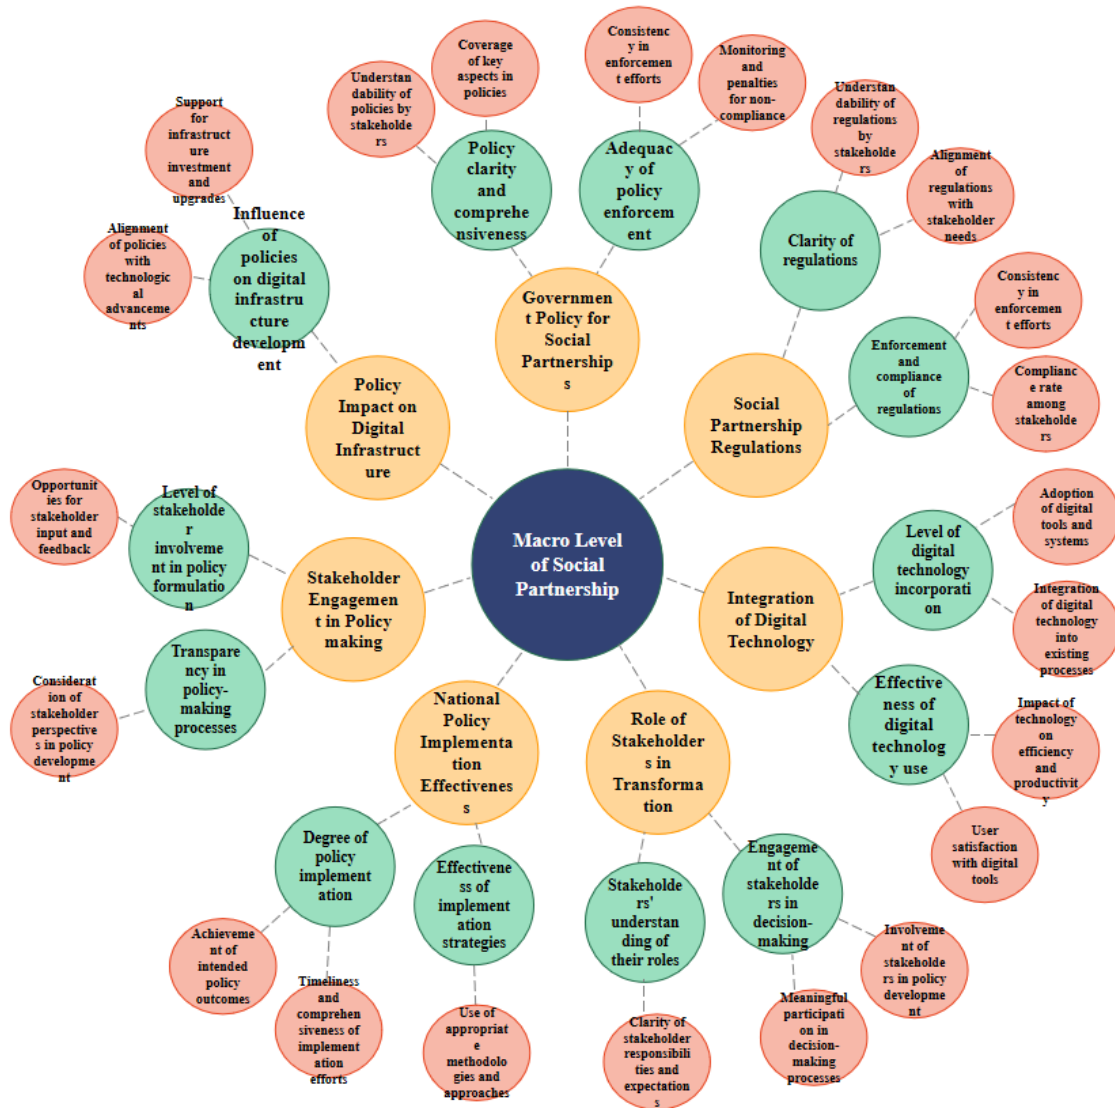 Consistenc
y in
enforcemen
t efforts
Coverage
of key
aspects in
policies
Monitoring
and
penalties
for non-
compliance
Understan
dability of
policies by
stakeholde
rs
Understan
dability of
regulations
by
stakeholde
rs
Support
for
infrastruct
ure
investment
and
upgrades
Policy
clarity
and
comprehe
nsiveness
Adequac
y of
policy
enforcem
ent
Alignment
of
regulations
with
stakeholder
needs
Clarity of
regulations
Influence
of
policies
on digital
infrastru
cture
developm
ent
Alignment
of policies
with
technologic
al
advanceme
nts
Governmen
t Policy for
Social
Partnership
s
Consistenc
y in
enforcemen
t efforts
Enforcement
and
compliance
of
regulations
Complianc
e rate
among
stakeholde
rs
Policy
Impact on
Digital
Infrastruct
ure
Social
Partnership
Regulations
Opportuniti
es for
stakeholder
input and
feedback
Level of
stakeholde
r
involveme
nt in policy
formulatio
n
Macro Level
of Social
Partnership
Adoption
of digital
tools and
systems
Level of
digital
technology
incorporati
on
Stakeholder
Engagemen
t in Policy
making
Integration
of Digital
Technology
Integration
of digital
technology
into
existing
processes
Transpare
ncy in
policy-
making
processes
Considerat
ion of
stakeholder
perspective
s in policy
developme
nt
Effective
ness of
digital
technolog
y use
Impact of
technology
on
efficiency
and
productivit
y
National
Policy
Implementa
tion
Effectivenes
s
Role of
Stakeholder
s in
Transforma
tion
User
satisfaction
with digital
tools
Degree of
policy
implement
ation
Effectivene
ss of
implement
ation
strategies
Stakeholders'
understan
ding of
their roles
Engageme
nt of
stakeholde
rs in
decision-
making
Achieveme
nt of
intended
policy
outcomes
Timeliness
and
comprehen
siveness of
implement
ation
efforts
Use of
appropriat
e
methodolo
gies and
approaches
Clarity of
stakeholder
responsibili
ties and
expectation
s
Meaningful
participati
on in
decision-
making
processes
Involveme
nt of
stakeholde
rs in policy
developme
nt